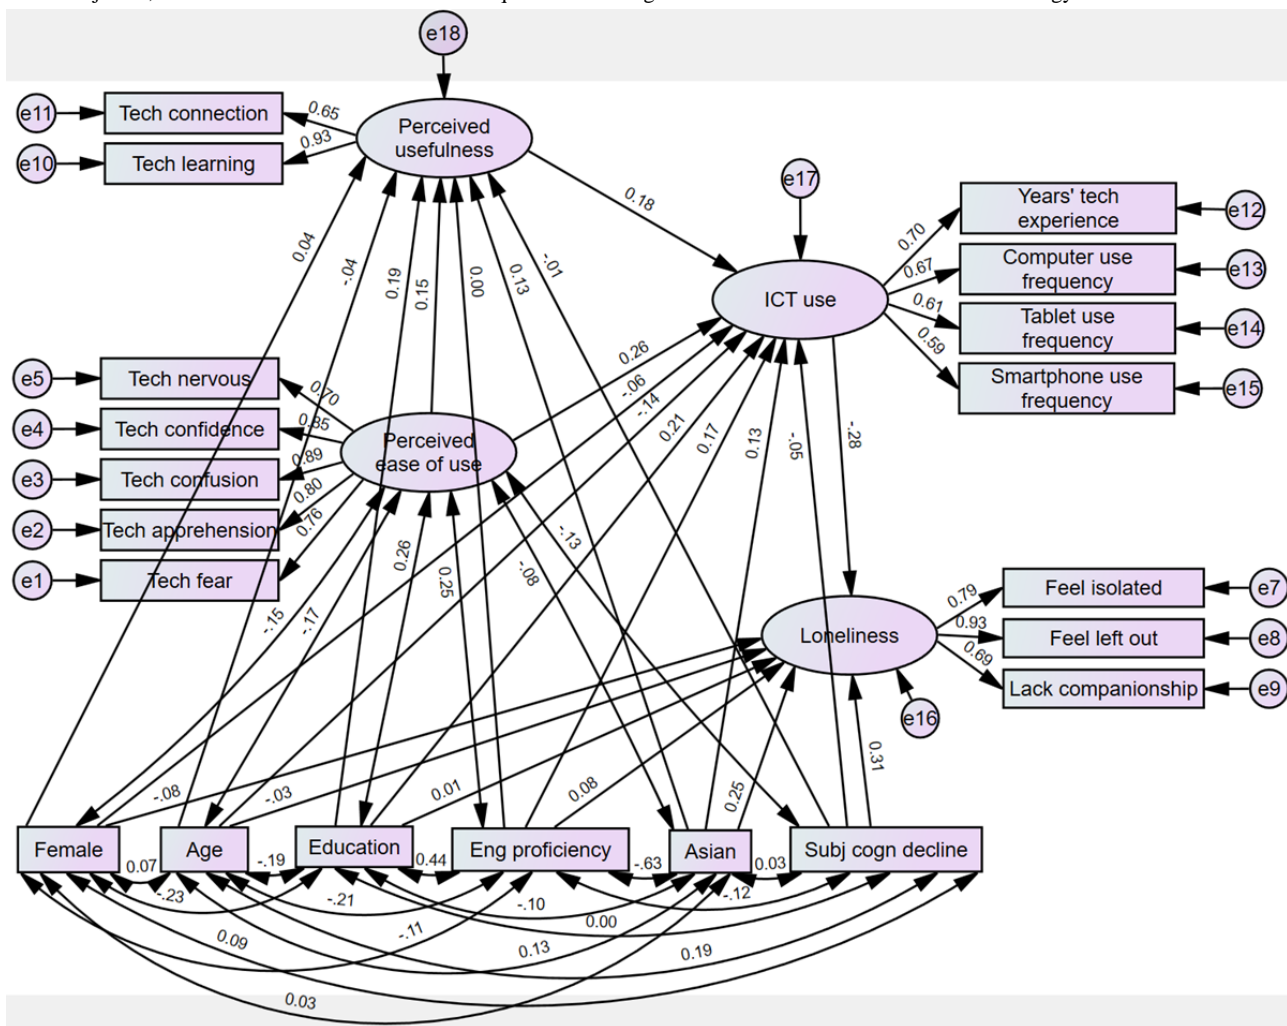 e18
e11
Tech connection
0.65
e10
Tech learning
0.93
Perceived
usefulness
e17
0.18
Years' tech
experience
e12
0.70
Computer use
frequency
e13
0.67
ICT use
Tablet use
frequency
e14
0.61
Smartphone use
frequency
e15
0.59
0.04
-.04
0.19
0.15
0.00
0.13
-.01
e5
Tech nervous
0.70
e4
Tech confidence
0.85
e3
Tech confusion
0.89
e2
Tech apprehension
0.80
e1
Tech fear
0.76
Perceived
ease of use
0.26
-.06
-.14
0.21
0.17
0.13
-.05
-.28
-.15
-.17
0.26
0.25
-.08
-.13
Loneliness
Feel isolated
e7
0.79
Feel left out
e8
0.93
Lack companionship
e9
0.69
e16
-.08
-.03
0.01
0.08
0.25
0.31
Female
Age
Education
Eng proficiency
Asian
Subj cogn decline
0.07
-.19
0.44
-.63
0.03
-.23
-.21
-.10
-.12
0.00
-.11
0.09
0.13
0.19
0.03